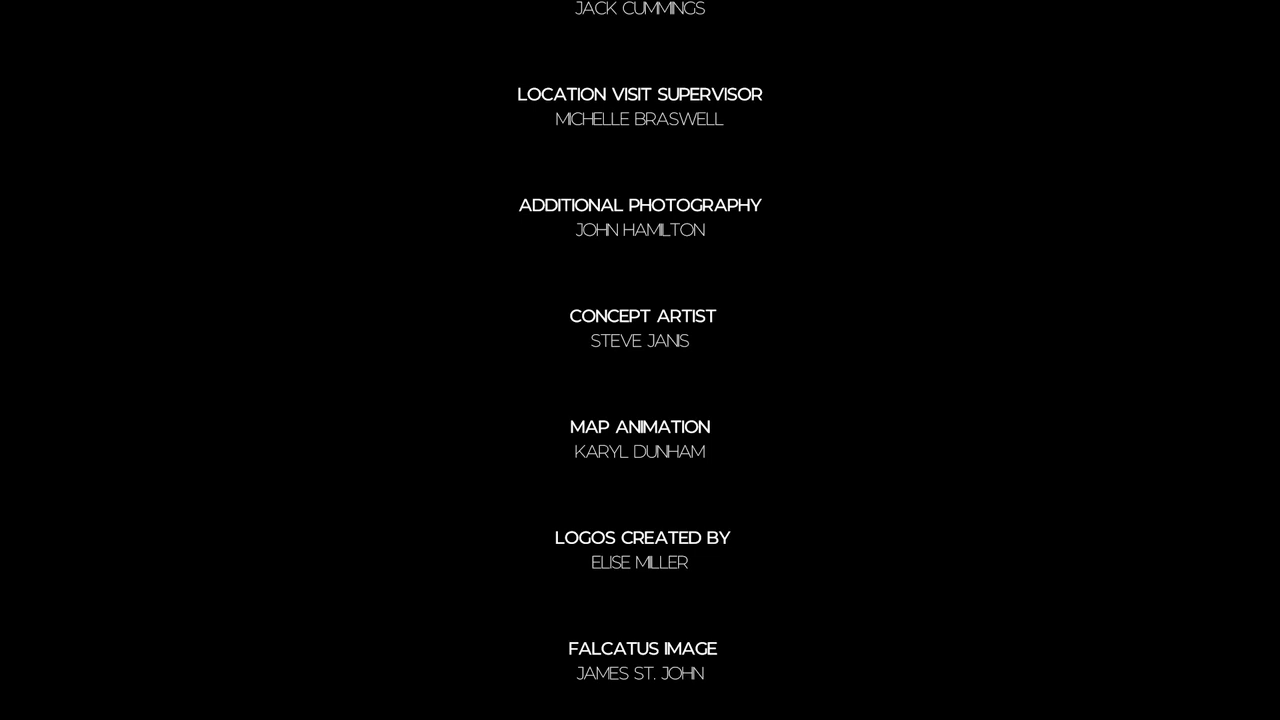 JACK CUMMINGS
LOCATION VISIT SUPERVISOR
MICHELLE BRASWELL
ADDITIONAL PHOTOGRAPHY
JOHN HAMILTON
CONCEPT ARTIST
STEVE JANIS
MAP ANIMATION
KARYL DUNHAM
LOGOS CREATED BY
ELISE MILLER
FALCATUS IMAGE
JAMES ST. JOHN